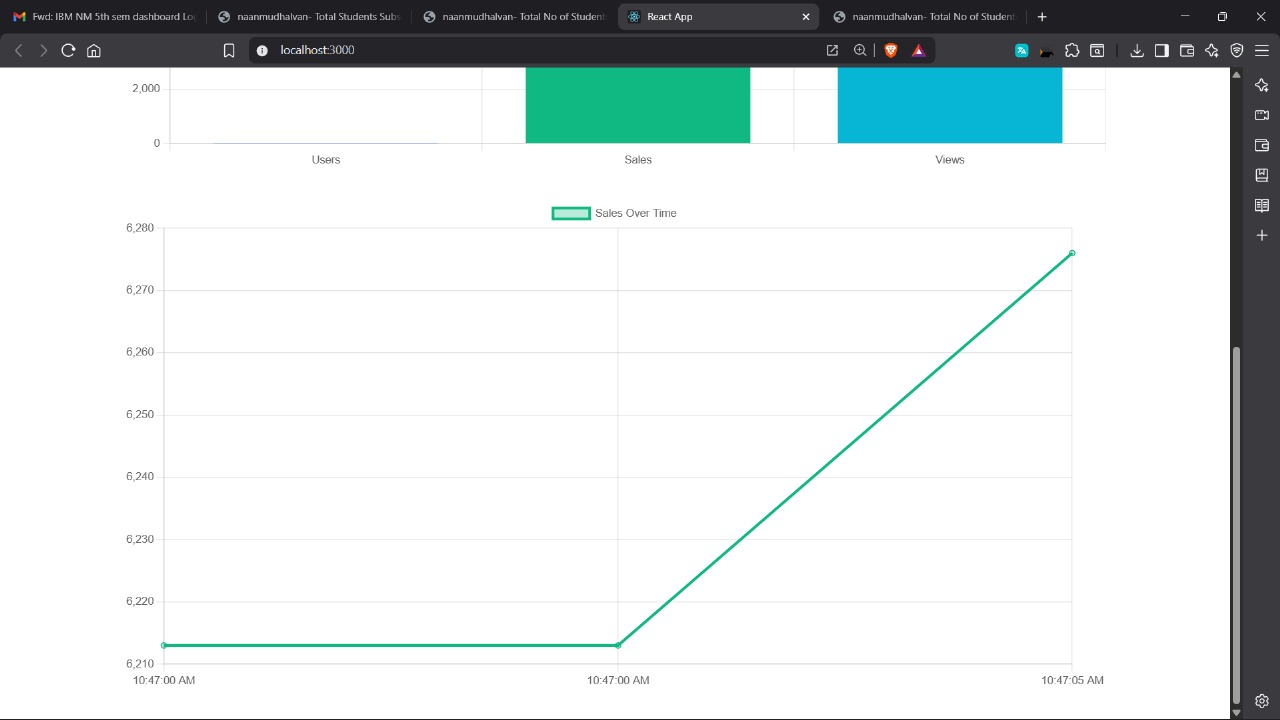 Fwd: IBM NM 5th sem dashboard Lo
naanmudhalvan- Total Students Subs
naanmudhalvan- Total No of Student
React App
naanmudhalvan- Total No of Student
localhost:3000
2,000
0
Users
Sales
Views
Sales Over Time
6,280
6,270
6,260
6,250
6,240
6,230
6,220
6,210
10:47:00 AM
10:47:00 AM
10:47:05 AM